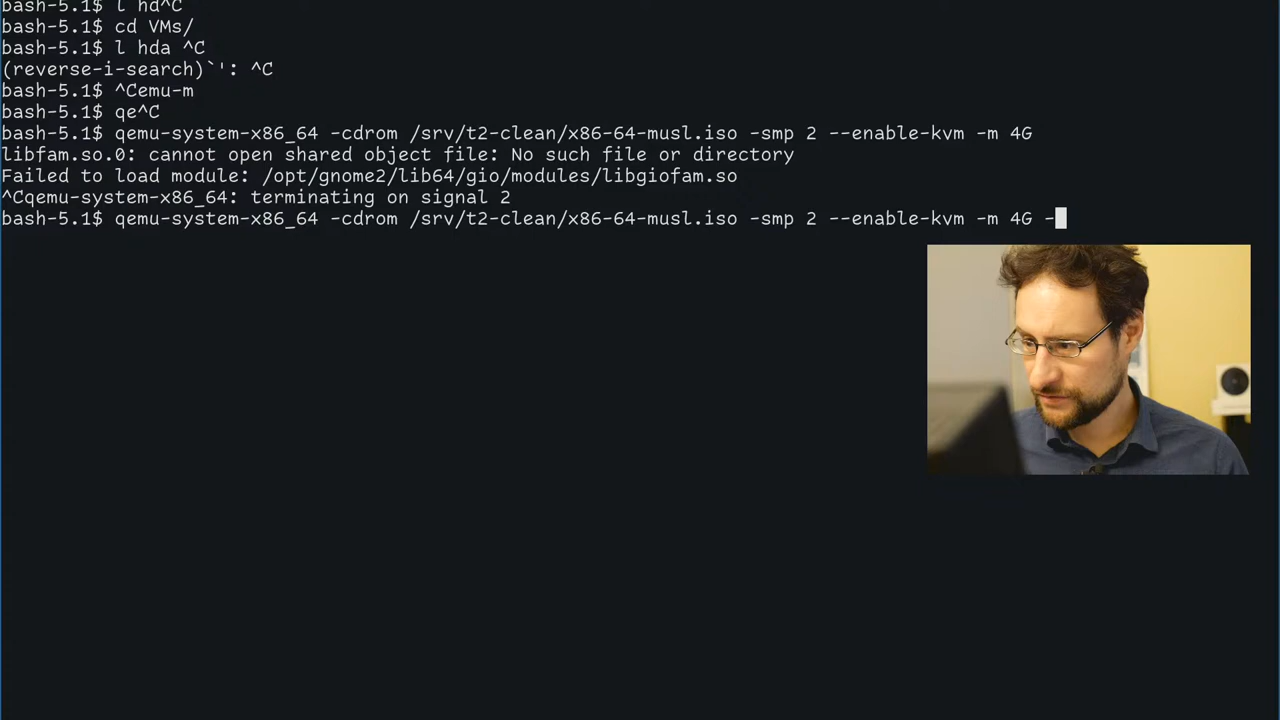 bash-5.1$ l hd^C
bash-5.1$ cd VMs/
bash-5.1$ l hda ^C
(reverse-i-search)`': ^C
bash-5.1$ ^Cemu-m
bash-5.1$ qe^C
bash-5.1$ qemu-system-x86_64 -cdrom /srv/t2-clean/x86-64-musl.iso -smp 2 --enable-kvm -m 4G
libfam.so.0: cannot open shared object file: No such file or directory
Failed to load module: /opt/gnome2/lib64/gio/modules/libgiofam.so
^Cqemu-system-x86_64: terminating on signal 2
bash-5.1$ qemu-system-x86_64 -cdrom /srv/t2-clean/x86-64-musl.iso -smp 2 --enable-kvm -m 4G -